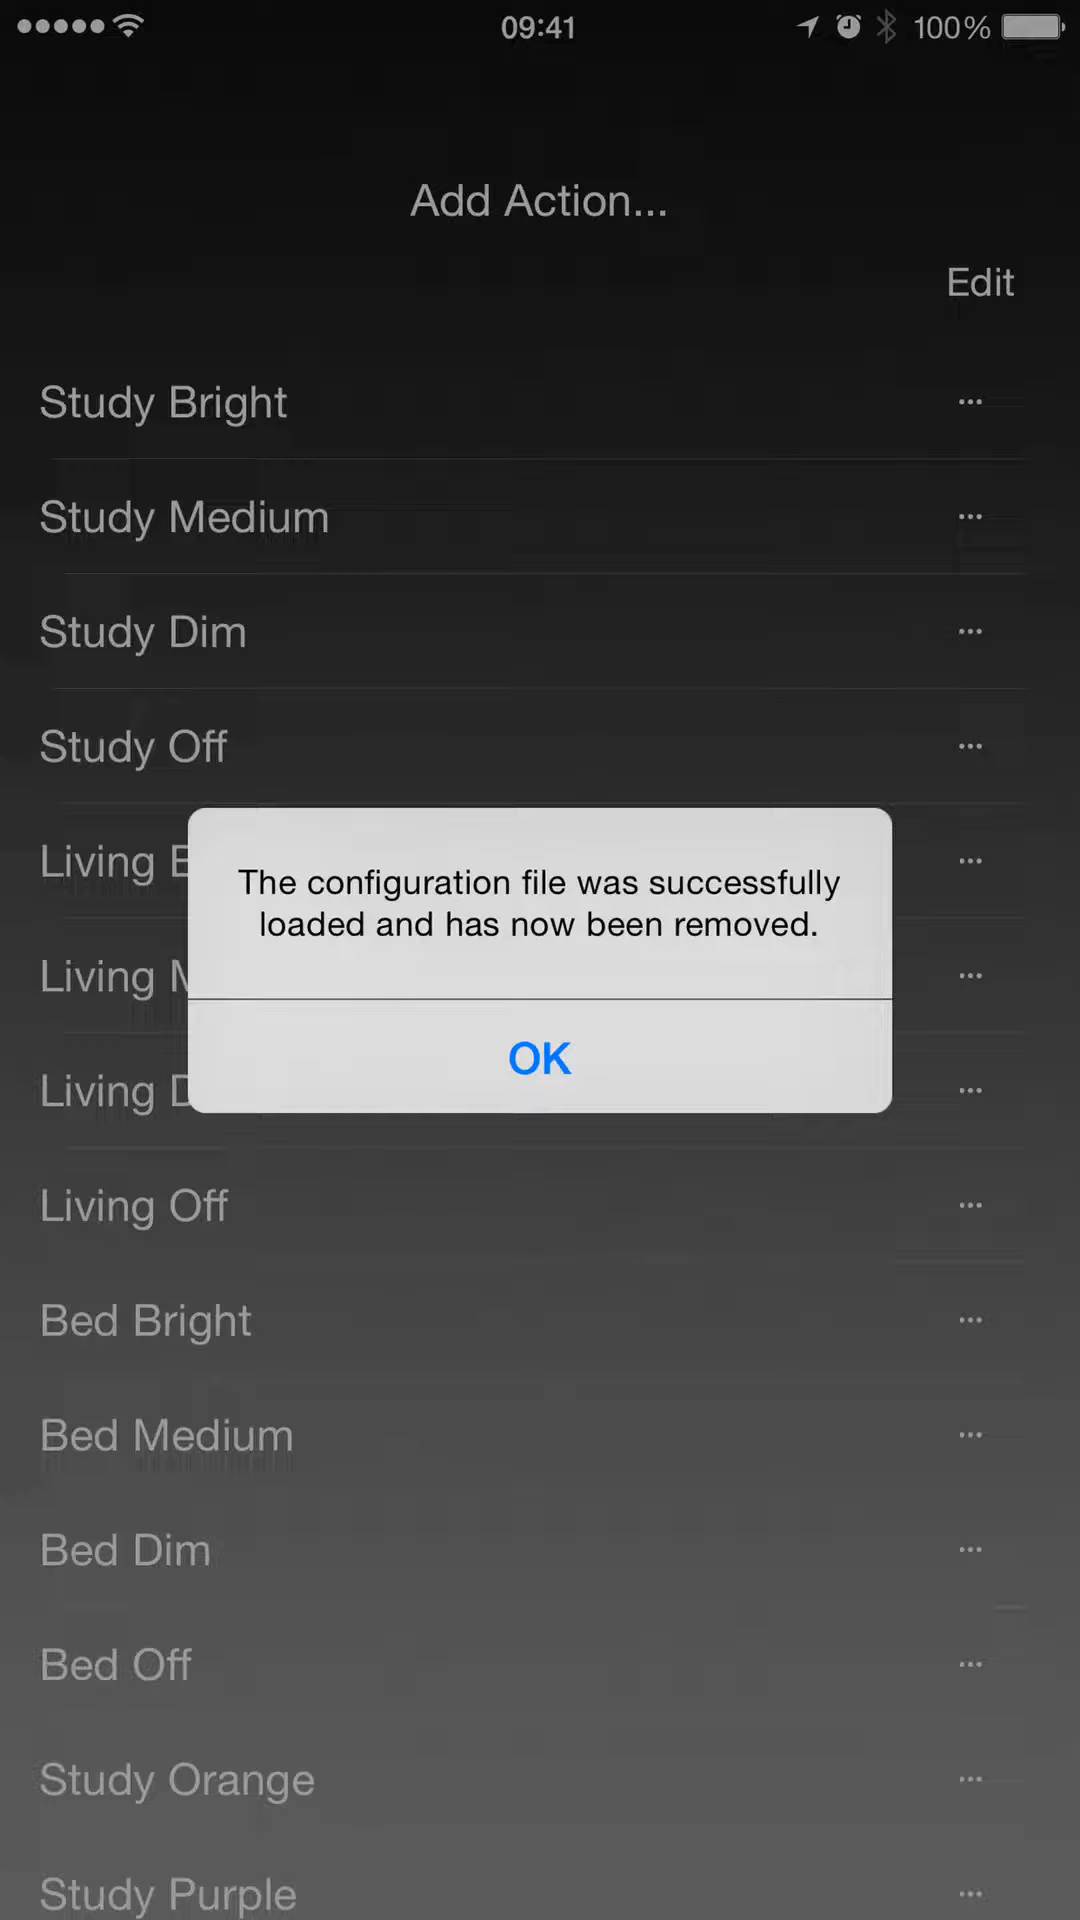 09:41
100%
Add Action...
Edit
Study Bright
...
Study Medium
...
Study Dim
...
Study Off
...
Living
...
Living
...
Living
...
The configuration file was successfully
loaded and has now been removed.
OK
Living Off
...
Bed Bright
...
Bed Medium
...
Bed Dim
...
Bed Off
...
Study Orange
...
Study Purple
...